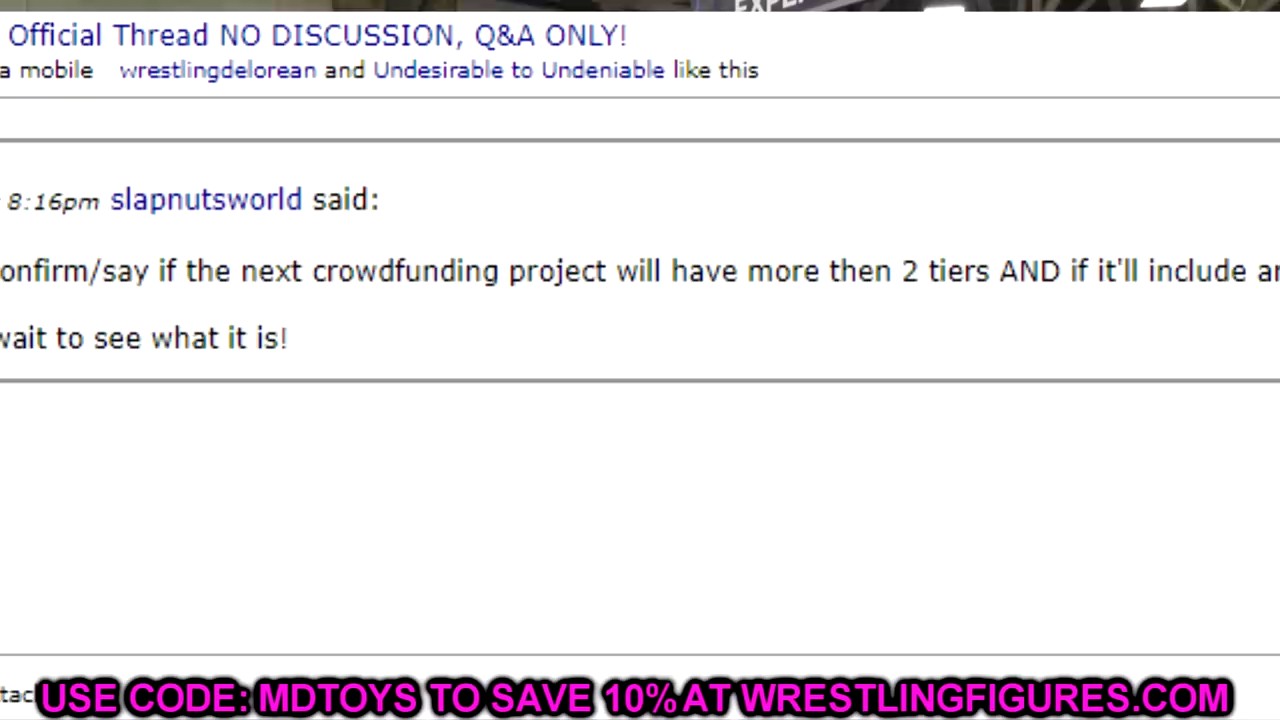 Official Thread NO DISCUSSION, Q&A ONLY!
a mobile wrestlingdelorean and Undesirable to Undeniable like this
8:16pm slapnutsworld said:
onfirm/say if the next crowdfunding project will have more then 2 tiers AND if it'll include
wait to see what it is!
USE CODE: MDTOYS TO SAVE 10% AT WRESTLINGFIGURES.COM